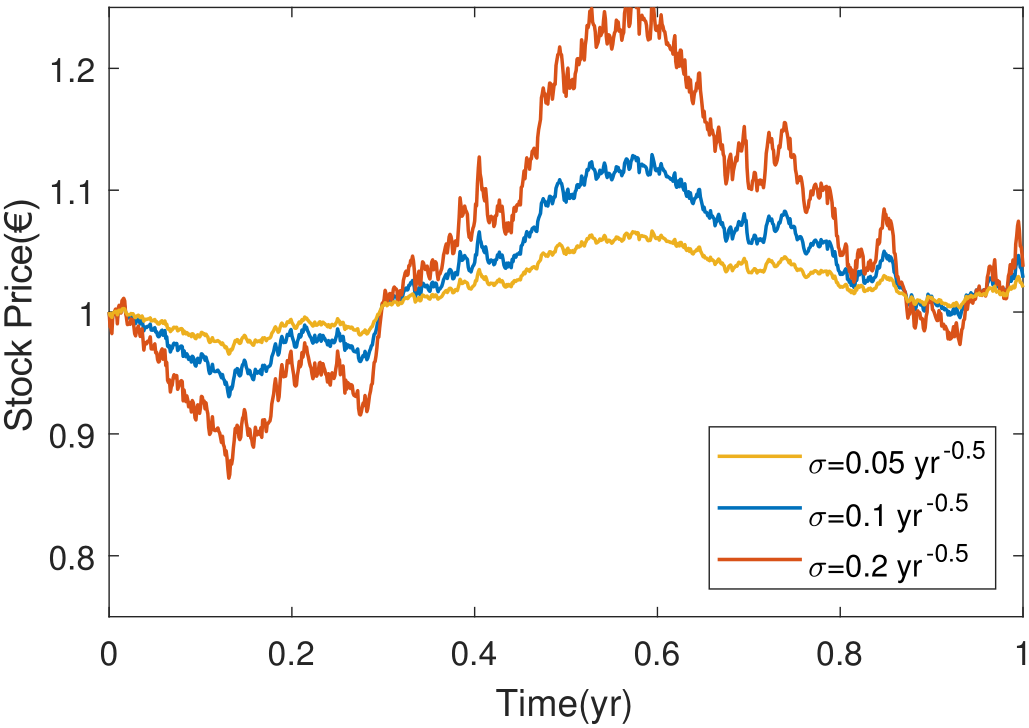 Stock Price(€)
1.2
1.1
1
0.9
0.8
0
0.2
0.4
0.6
0.8
1
Time(yr)
σ=0.05 yr^-0.5
σ=0.1 yr^-0.5
σ=0.2 yr^-0.5